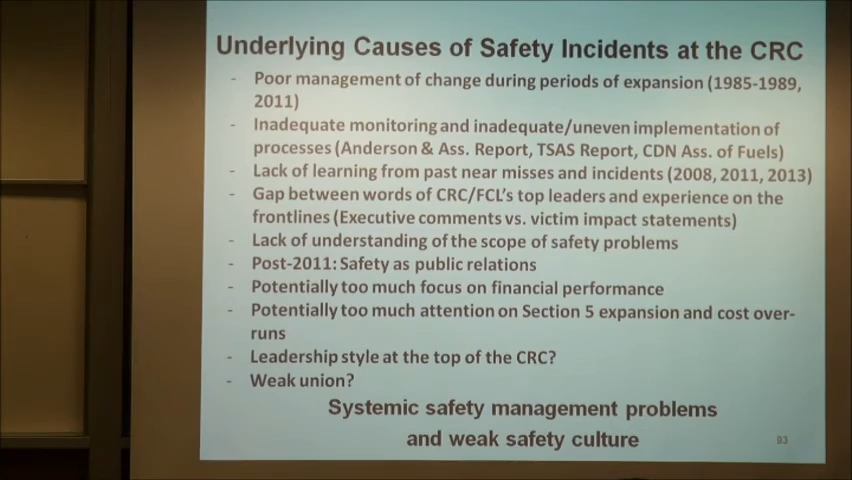 Underlying Causes of Safety Incidents at the CRC
- Poor management of change during periods of expansion (1985-1989,
2011)
- Inadequate monitoring and inadequate/uneven implementation of
processes (Anderson & Ass. Report, TSAS Report, CDN Ass. of Fuels)
- Lack of learning from past near misses and incidents (2008, 2011, 2013)
- Gap between words of CRC/FCL's top leaders and experience on the
frontlines (Executive comments vs. victim impact statements)
- Lack of understanding of the scope of safety problems
- Post-2011: Safety as public relations
- Potentially too much focus on financial performance
- Potentially too much attention on Section 5 expansion and cost over-
runs
- Leadership style at the top of the CRC?
- Weak union?
Systemic safety management problems
and weak safety culture
93